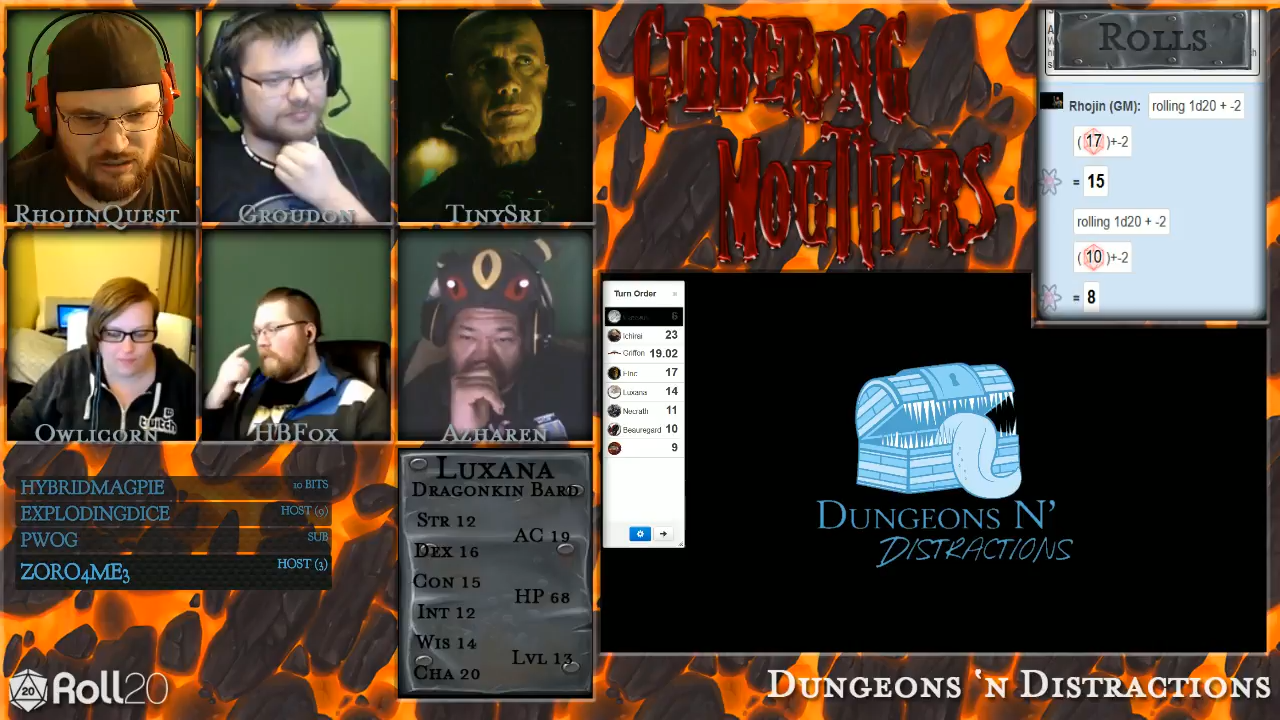 RHOJINQUEST
GROUDON
TINYSRI
OWLICORN
HBFOX
AZHAREN
twitch
GIBBERING
MOUTHERS
ROLLS
Rhojin (GM):
rolling 1d20 + -2
(17)+-2
= 15
rolling 1d20 + -2
(10)+-2
= 8
Turn Order
6
Ichirei 23
Griffon 19.02
17
Luxana 14
Necrath 11
Beauregard 10
9
DUNGEONS N'
DISTRACTIONS
HYBRIDMAGPIE 10 BITS
EXPLODINGDICE HOST (9)
PWOG SUB
ZORO4ME3 HOST (3)
LUXANA
DRAGONKIN BARD
STR 12
AC 19
DEX 16
CON 15
HP 68
INT 12
WIS 14
LVL 13
CHA 20
20 Roll20
DUNGEONS 'N DISTRACTIONS